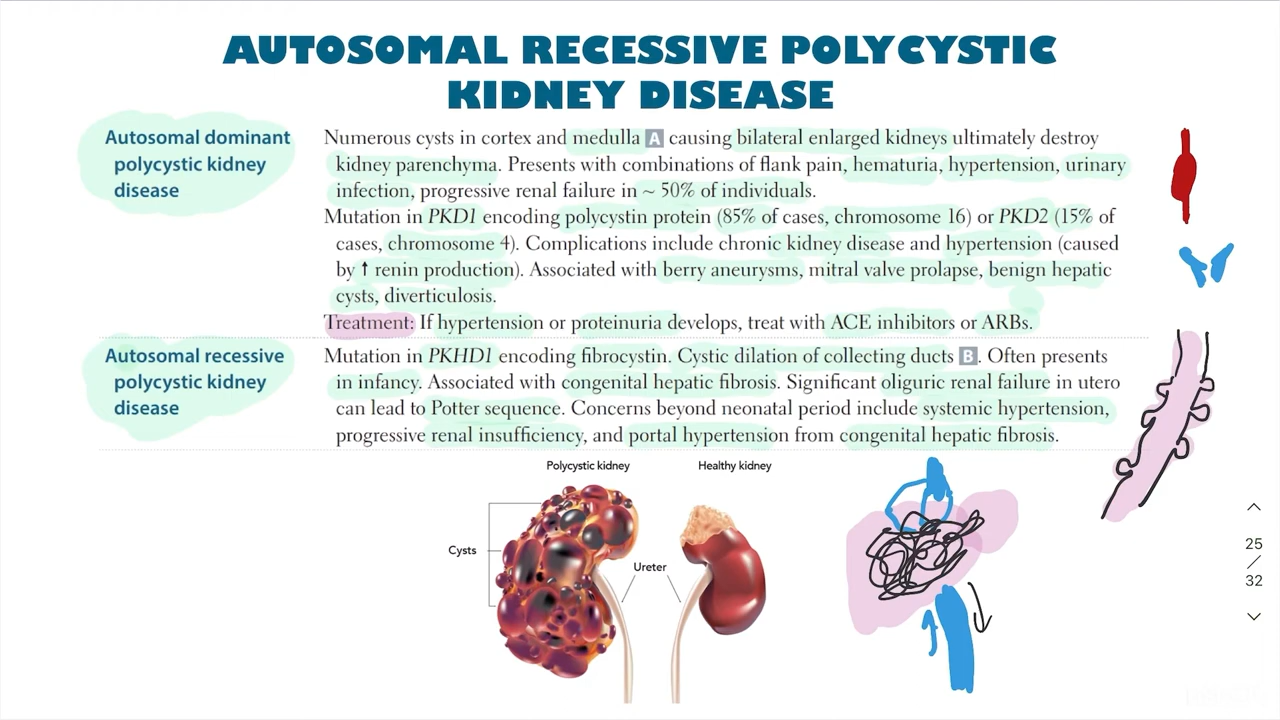 AUTOSOMAL RECESSIVE POLYCYSTIC
KIDNEY DISEASE
Autosomal dominant
polycystic kidney
disease
Numerous cysts in cortex and medulla A causing bilateral enlarged kidneys ultimately destroy
kidney parenchyma. Presents with combinations of flank pain, hematuria, hypertension, urinary
infection, progressive renal failure in ~ 50% of individuals.
Mutation in PKD1 encoding polycystin protein (85% of cases, chromosome 16) or PKD2 (15% of
cases, chromosome 4). Complications include chronic kidney disease and hypertension (caused
by ↑ renin production). Associated with berry aneurysms, mitral valve prolapse, benign hepatic
cysts, diverticulosis.
Treatment: If hypertension or proteinuria develops, treat with ACE inhibitors or ARBs.
Autosomal recessive
polycystic kidney
disease
Mutation in PKHD1 encoding fibrocystin. Cystic dilation of collecting ducts B. Often presents
in infancy. Associated with congenital hepatic fibrosis. Significant oliguric renal failure in utero
can lead to Potter sequence. Concerns beyond neonatal period include systemic hypertension,
progressive renal insufficiency, and portal hypertension from congenital hepatic fibrosis.
Polycystic kidney
Healthy kidney
Cysts
Ureter
25
/
32